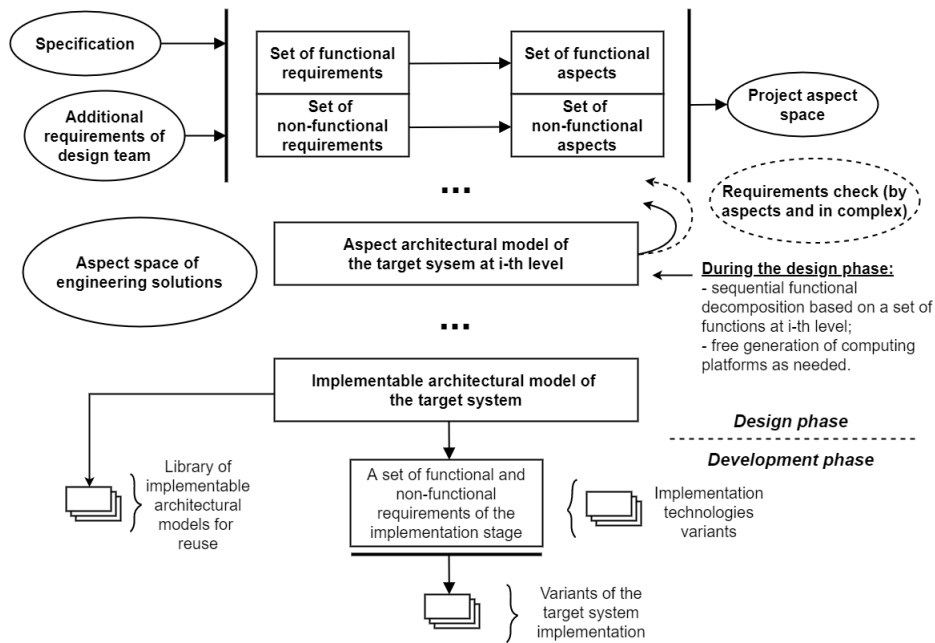 Specification
Additional
requirements of
design team
Set of functional
requirements
Set of
non-functional
requirements
Set of functional
aspects
Set of
non-functional
aspects
Project aspect
space
...
Requirements check (by
aspects and in complex)
Aspect architectural model of
the target sysem at i-th level
Aspect space of
engineering solutions
During the design phase:
- sequential functional
decomposition based on a set of
functions at i-th level;
- free generation of computing
platforms as needed.
...
Implementable architectural model of
the target system
Design phase
Development phase
Library of
implementable
architectural
models for
reuse
A set of functional and
non-functional
requirements of the
implementation stage
Implementation
technologies
variants
Variants of the
target system
implementation